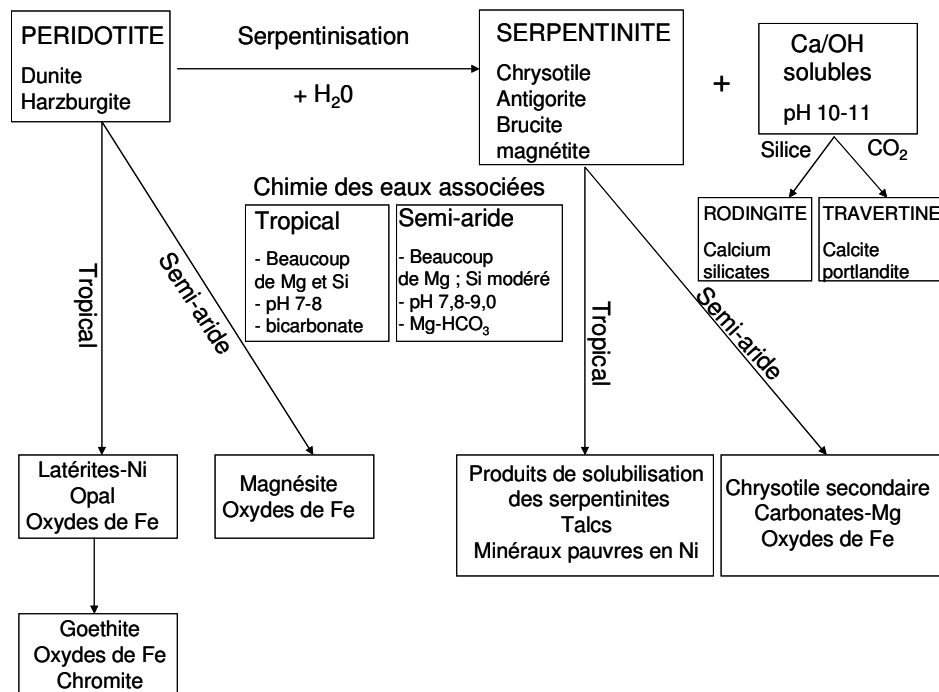 PERIDOTITE
Dunite
Harzburgite
Serpentinisation
+ H₂0
SERPENTINITE
Chrysotile
Antigorite
Brucite
magnétite
+
Ca/OH
solubles
pH 10-11
Silice
CO₂
RODINGITE
Calcium
silicates
TRAVERTINE
Calcite
portlandite
Chimie des eaux associées
Tropical
- Beaucoup
de Mg et Si
- pH 7-8
- bicarbonate
Semi-aride
- Beaucoup
de Mg ; Si modéré
- pH 7,8-9,0
- Mg-HCO₃
Tropical
Semi-aride
Tropical
Semi-aride
Latérites-Ni
Opal
Oxydes de Fe
Magnésite
Oxydes de Fe
Produits de solubilisation
des serpentinites
Talcs
Minéraux pauvres en Ni
Chrysotile secondaire
Carbonates-Mg
Oxydes de Fe
Goethite
Oxydes de Fe
Chromite